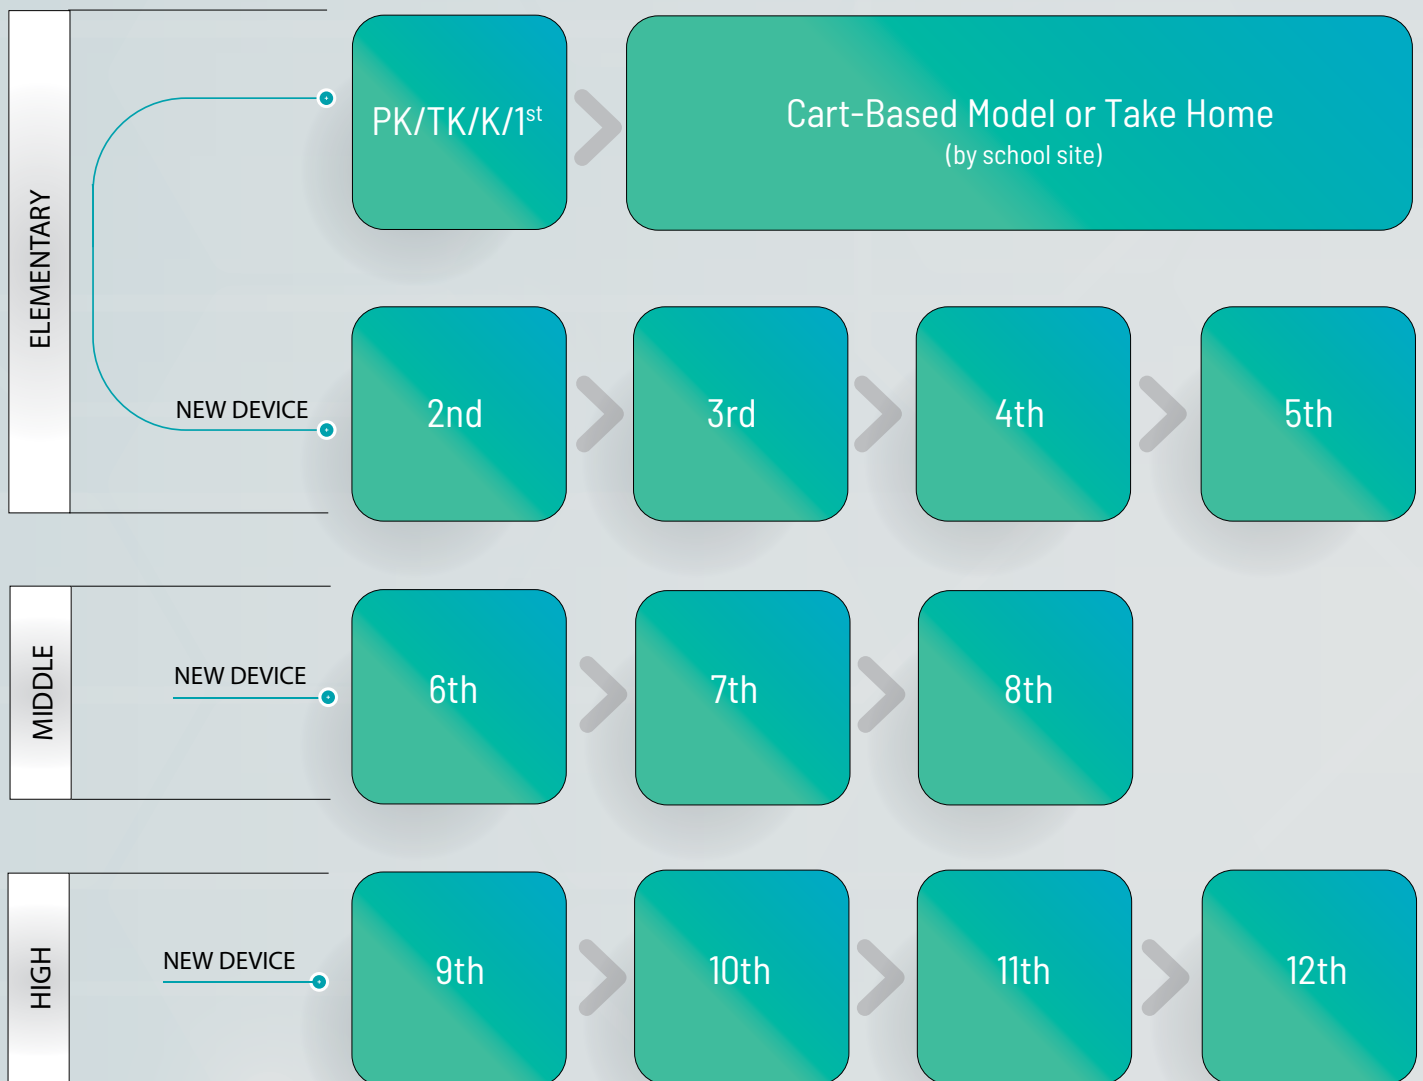 ELEMENTARY
PK/TK/K/1st
Cart-Based Model or Take Home
(by school site)
NEW DEVICE
2nd
3rd
4th
5th
MIDDLE
NEW DEVICE
6th
7th
8th
HIGH
NEW DEVICE
9th
10th
11th
12th